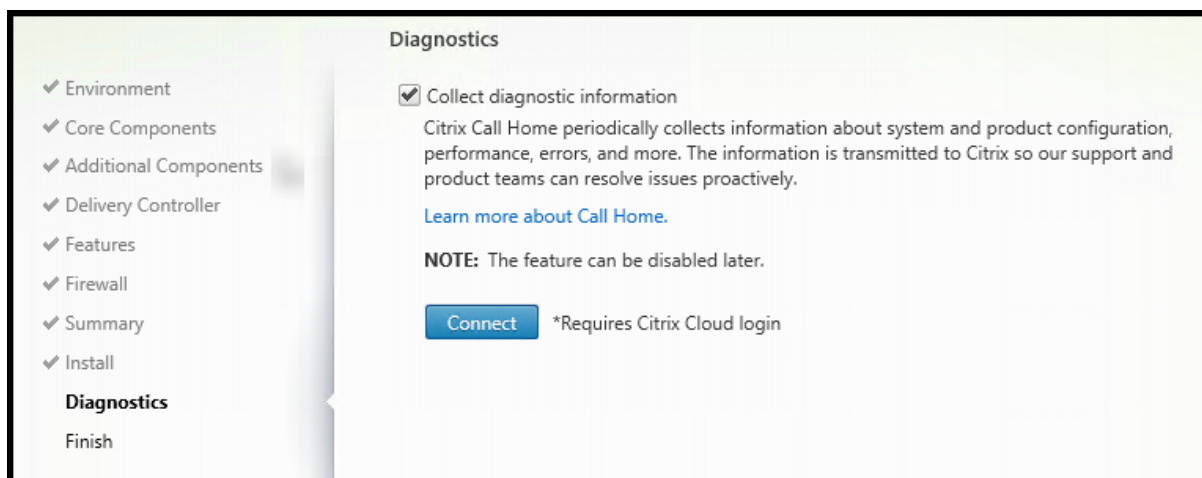 Diagnostics
Environment
Core Components
Additional Components
Delivery Controller
Features
Firewall
Summary
Install
Diagnostics
Finish
Collect diagnostic information
Citrix Call Home periodically collects information about system and product configuration,
performance, errors, and more. The information is transmitted to Citrix so our support and
product teams can resolve issues proactively.
Learn more about Call Home.
NOTE: The feature can be disabled later.
Connect *Requires Citrix Cloud login